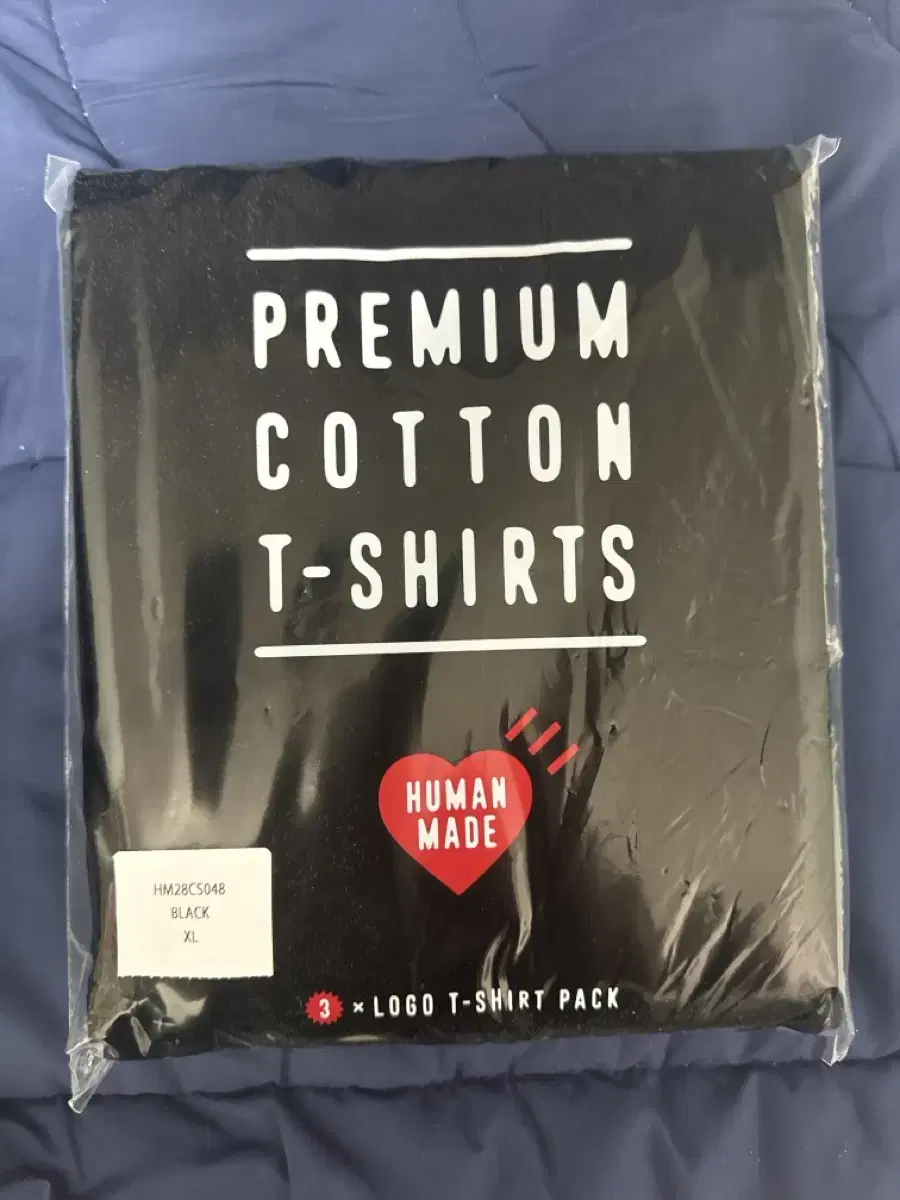 PREMIUM
COTTON
T-SHIRTS
HUMAN
MADE
HM28CS048
BLACK
XL
3 × LOGO T-SHIRT PACK